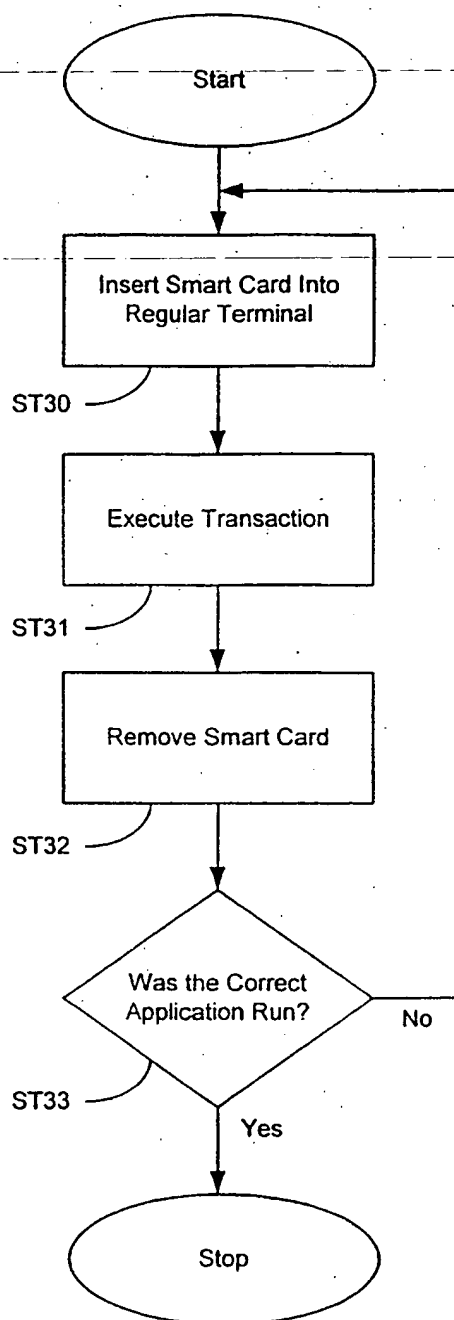 Start
Insert Smart Card Into
Regular Terminal
ST30
Execute Transaction
ST31
Remove Smart Card
ST32
Was the Correct
Application Run?
No
ST33
Yes
Stop